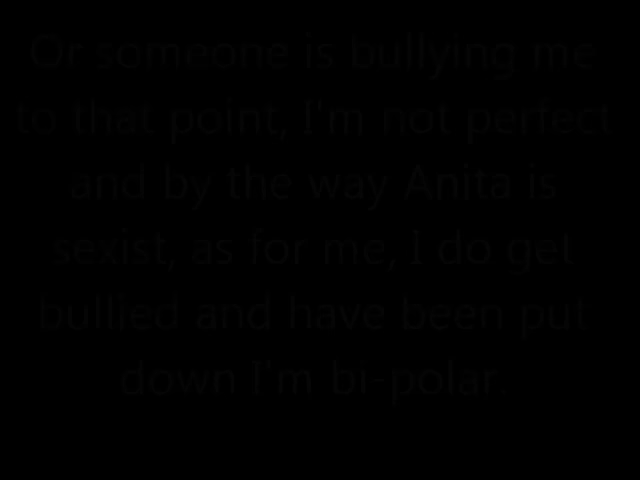 Or someone is bullying me
to that point, I'm not perfect
and by the way Anita is
sexist, as for me, I do get
bullied and have been put
down I'm bi-polar.